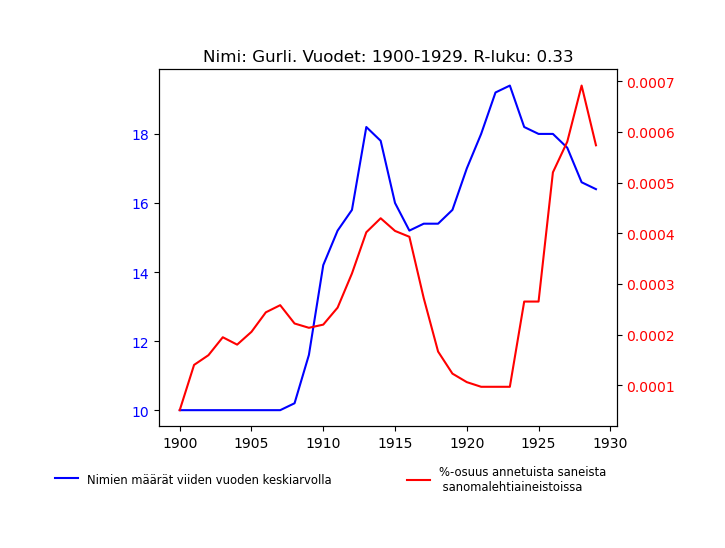 Nimi: Gurli. Vuodet: 1900-1929. R-luku: 0.33
18
16
14
12
10
0.0007
0.0006
0.0005
0.0004
0.0003
0.0002
0.0001
1900 1905 1910 1915 1920 1925 1930
Nimien määrät viiden vuoden keskiarvolla
%-osuus annetuista saneista
sanomalehtiaineistoissa